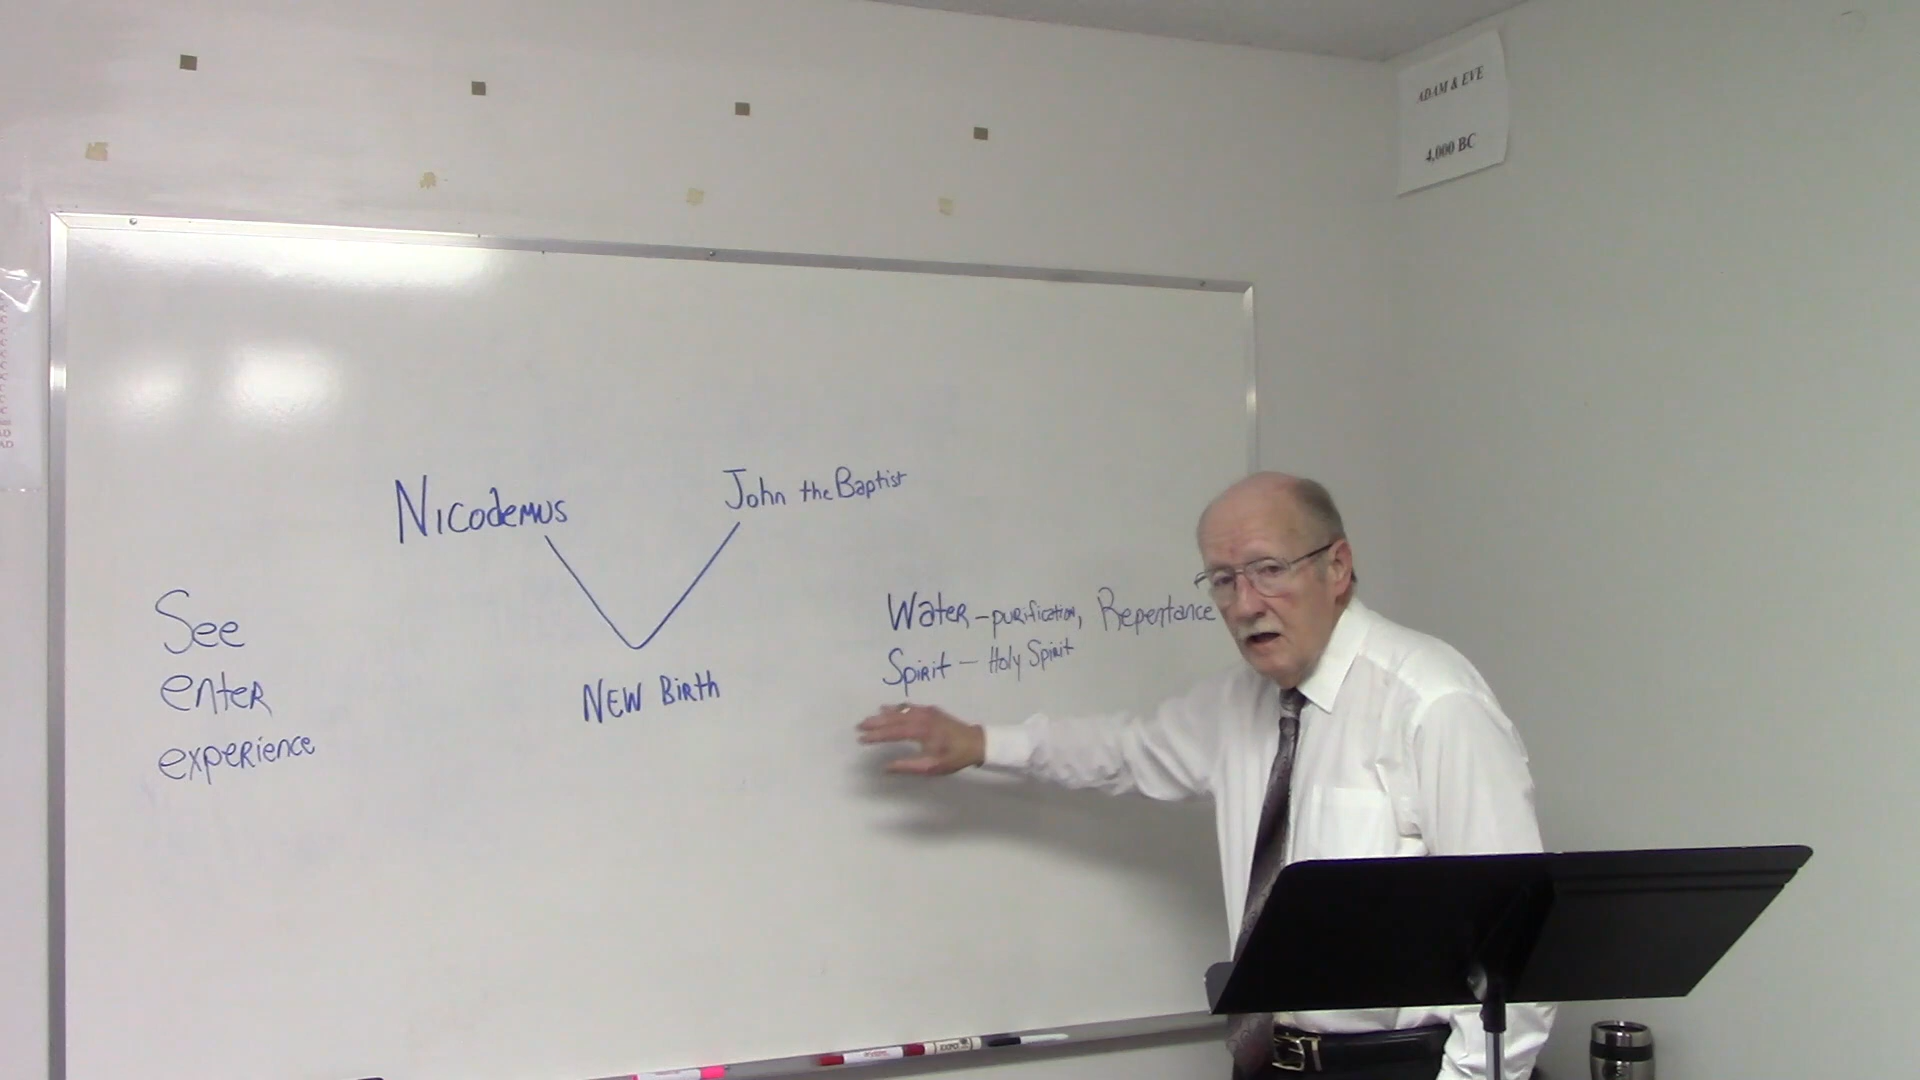 ADAM & EVE
4,000 BC
Nicodemus
John the Baptist
See
enter
experience
New Birth
Water - purification, Repentance
Spirit - Holy Spirit
EXPO